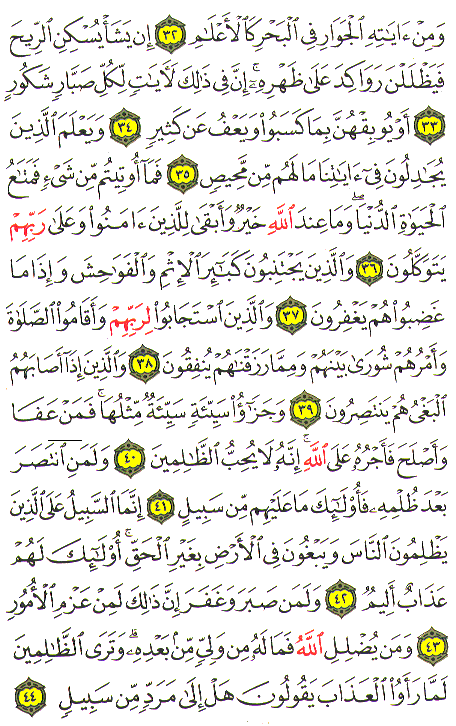 وَمِنْ ءَايَٰتِهِ ٱلْجَوَارِ فِى ٱلْبَحْرِ كَٱلْأَعْلَٰمِ ٣٢ إِن يَشَأْ يُسْكِنِ ٱلرِّيحَ
فَيَظْلَلْنَ رَوَاكِدَ عَلَىٰ ظَهْرِهِۦٓ ۚ إِنَّ فِى ذَٰلِكَ لَءَايَٰتٍ لِّكُلِّ صَبَّارٍ شَكُورٍ
٣٣ أَوْ يُوبِقْهُنَّ بِمَا كَسَبُوا۟ وَيَعْفُ عَن كَثِيرٍ ٣٤ وَيَعْلَمَ ٱلَّذِينَ
يُجَٰدِلُونَ فِىٓ ءَايَٰتِنَا مَا لَهُم مِّن مَّحِيصٍ ٣٥ فَمَآ أُوتِيتُم مِّن شَىْءٍ فَمَتَٰعُ
ٱلْحَيَوٰةِ ٱلدُّنْيَا ۖ وَمَا عِندَ ٱللَّهِ خَيْرٌ وَأَبْقَىٰ لِلَّذِينَ ءَامَنُوا۟ وَعَلَىٰ رَبِّهِمْ
يَتَوَكَّلُونَ ٣٦ وَٱلَّذِينَ يَجْتَنِبُونَ كَبَٰٓئِرَ ٱلْإِثْمِ وَٱلْفَوَٰحِشَ وَإِذَا مَا
غَضِبُوا۟ هُمْ يَغْفِرُونَ ٣٧ وَٱلَّذِينَ ٱسْتَجَابُوا۟ لِرَبِّهِمْ وَأَقَامُوا۟ ٱلصَّلَوٰةَ
وَأَمْرُهُمْ شُورَىٰ بَيْنَهُمْ وَمِمَّا رَزَقْنَٰهُمْ يُنفِقُونَ ٣٨ وَٱلَّذِينَ إِذَآ أَصَابَهُمُ
ٱلْبَغْىُ هُمْ يَنتَصِرُونَ ٣٩ وَجَزَٰٓؤُا۟ سَيِّئَةٍ سَيِّئَةٌ مِّثْلُهَا ۖ فَمَنْ عَفَا
وَأَصْلَحَ فَأَجْرُهُۥ عَلَى ٱللَّهِ ۚ إِنَّهُۥ لَا يُحِبُّ ٱلظَّٰلِمِينَ ٤٠ وَلَمَنِ ٱنتَصَرَ
بَعْدَ ظُلْمِهِۦ فَأُو۟لَٰٓئِكَ مَا عَلَيْهِم مِّن سَبِيلٍ ٤١ إِنَّمَا ٱلسَّبِيلُ عَلَى ٱلَّذِينَ
يَظْلِمُونَ ٱلنَّاسَ وَيَبْغُونَ فِى ٱلْأَرْضِ بِغَيْرِ ٱلْحَقِّ ۚ أُو۟لَٰٓئِكَ لَهُمْ
عَذَابٌ أَلِيمٌ ٤٢ وَلَمَن صَبَرَ وَغَفَرَ إِنَّ ذَٰلِكَ لَمِنْ عَزْمِ ٱلْأُمُورِ
٤٣ وَمَن يُضْلِلِ ٱللَّهُ فَمَا لَهُۥ مِن وَلِىٍّ مِّنۢ بَعْدِهِۦ ۗ وَتَرَى ٱلظَّٰلِمِينَ
لَمَّا رَأَوُا۟ ٱلْعَذَابَ يَقُولُونَ هَلْ إِلَىٰ مَرَدٍّ مِّن سَبِيلٍ ٤٤